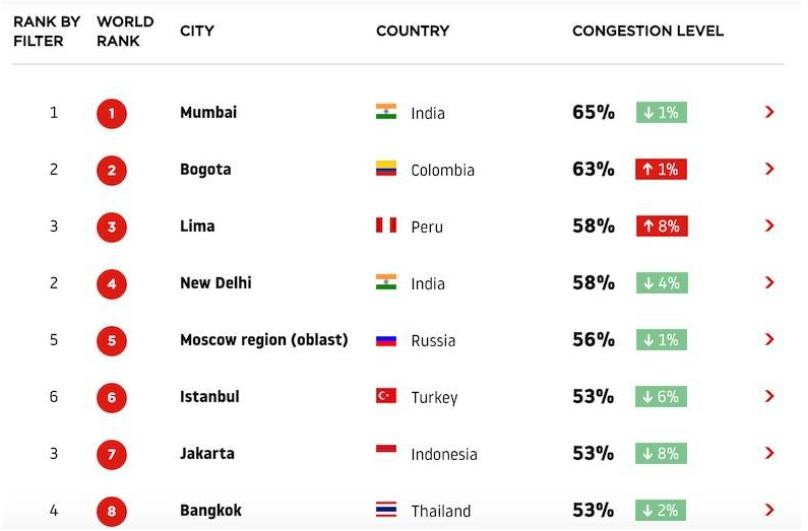 RANK BY FILTER WORLD RANK CITY COUNTRY CONGESTION LEVEL
1 1 Mumbai India 65% ↓ 1%
2 2 Bogota Colombia 63% ↑ 1%
3 3 Lima Peru 58% ↑ 8%
2 4 New Delhi India 58% ↓ 4%
5 5 Moscow region (oblast) Russia 56% ↓ 1%
6 6 Istanbul Turkey 53% ↓ 6%
3 7 Jakarta Indonesia 53% ↓ 8%
4 8 Bangkok Thailand 53% ↓ 2%